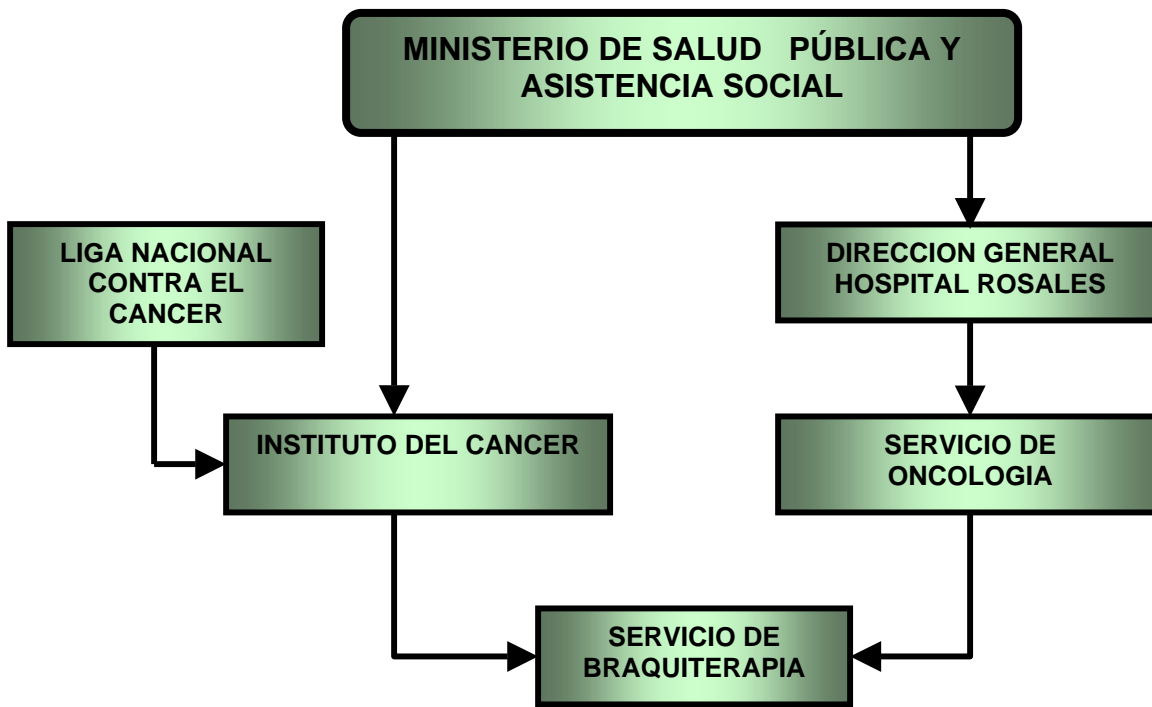 MINISTERIO DE SALUD PÚBLICA Y
ASISTENCIA SOCIAL
LIGA NACIONAL
CONTRA EL
CANCER
DIRECCION GENERAL
HOSPITAL ROSALES
INSTITUTO DEL CANCER
SERVICIO DE
ONCOLOGIA
SERVICIO DE
BRAQUITERAPIA